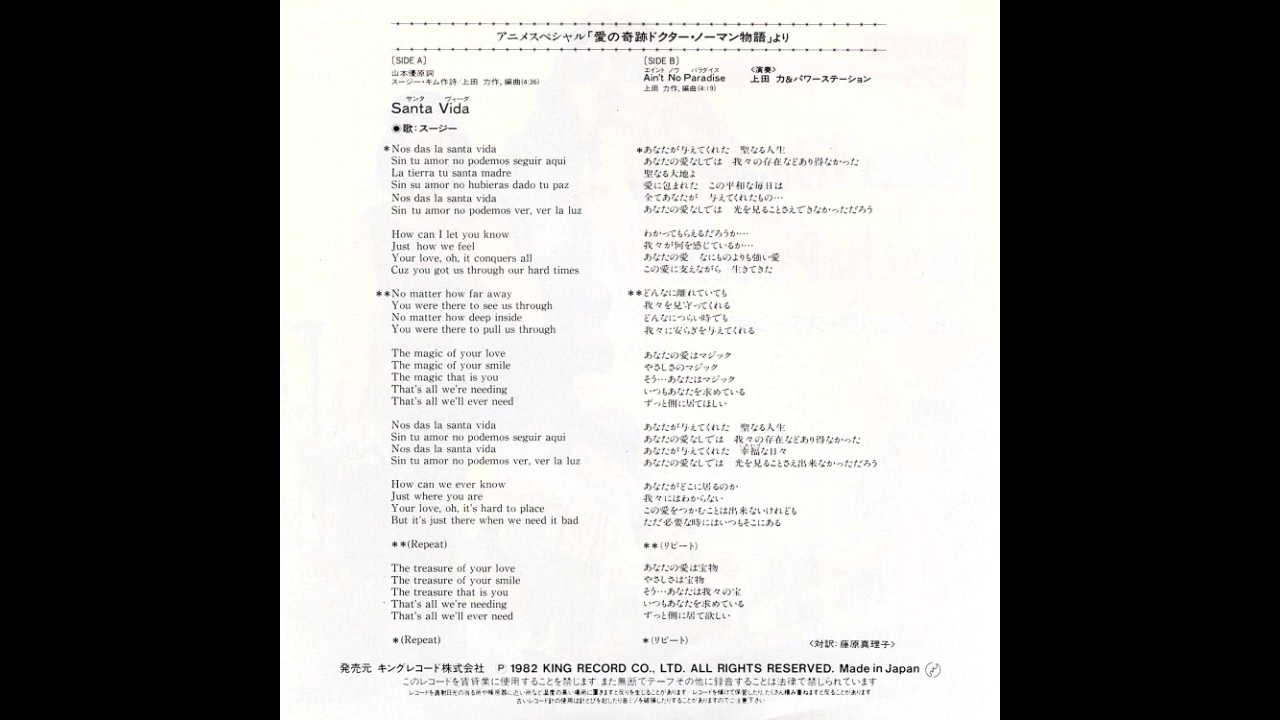 アニメスペシャル「愛の奇跡ドクター・ノーマン物語」より
〔SIDE A〕
山本優原詞
スージー・キム作詩/上田 力作,編曲(4:36)
サンタ ヴィーダ
Santa Vida
◉歌:スージー
*Nos das la santa vida
Sin tu amor no podemos seguir aqui
La tierra tu santa madre
Sin su amor no hubieras dado tu paz
Nos das la santa vida
Sin tu amor no podemos ver, ver la luz
How can I let you know
Just how we feel
Your love, oh, it conquers all
Cuz you got us through our hard times
**No matter how far away
You were there to see us through
No matter how deep inside
You were there to pull us through
The magic of your love
The magic of your smile
The magic that is you
That's all we're needing
That's all we'll ever need
Nos das la santa vida
Sin tu amor no podemos seguir aqui
Nos das la santa vida
Sin tu amor no podemos ver, ver la luz
How can we ever know
Just where you are
Your love, oh, it's hard to place
But it's just there when we need it bad
**(Repeat)
The treasure of your love
The treasure of your smile
The treasure that is you
That's all we're needing
That's all we'll ever need
*(Repeat)
〔SIDE B〕
エイント ノウ パラダイス
Ain't No Paradise
上田 力作,編曲(4:19)
<演奏>
上田 力&パワーステーション
*あなたが与えてくれた 聖なる人生
あなたの愛なしでは 我々の存在などあり得なかった
聖なる大地よ
愛に包まれた この平和な毎日は
全てあなたが 与えてくれたもの…
あなたの愛なしでは 光を見ることさえできなかっただろう
わかってもらえるだろうか…
我々が何を感じているか…
あなたの愛 なにものよりも強い愛
この愛に支えながら 生きてきた
**どんなに離れていても
我々を見守ってくれる
どんなにつらい時でも
我々に安らぎを与えてくれる
あなたの愛はマジック
やさしさのマジック
そう…あなたはマジック
いつもあなたを求めている
ずっと側に居てほしい
あなたが与えてくれた 聖なる人生
あなたの愛なしでは 我々の存在などあり得なかった
あなたが与えてくれた 幸福な日々
あなたの愛なしでは 光を見ることさえ出来なかっただろう
あなたがどこに居るのか
我々にはわからない
この愛をつかむことは出来ないけれども
ただ必要な時にはいつもそこにある
**(リピート)
あなたの愛は宝物
やさしさは宝物
そう…あなたは我々の宝
いつもあなたを求めている
ずっと側に居て欲しい
*(リピート)
<対訳:藤原真理子>
発売元 キングレコード株式会社 Ⓟ 1982 KING RECORD CO., LTD. ALL RIGHTS RESERVED. Made in Japan
このレコードを賃貸業に使用することを禁じします.また無断でテープその他に録音することは法律で禁じられています.